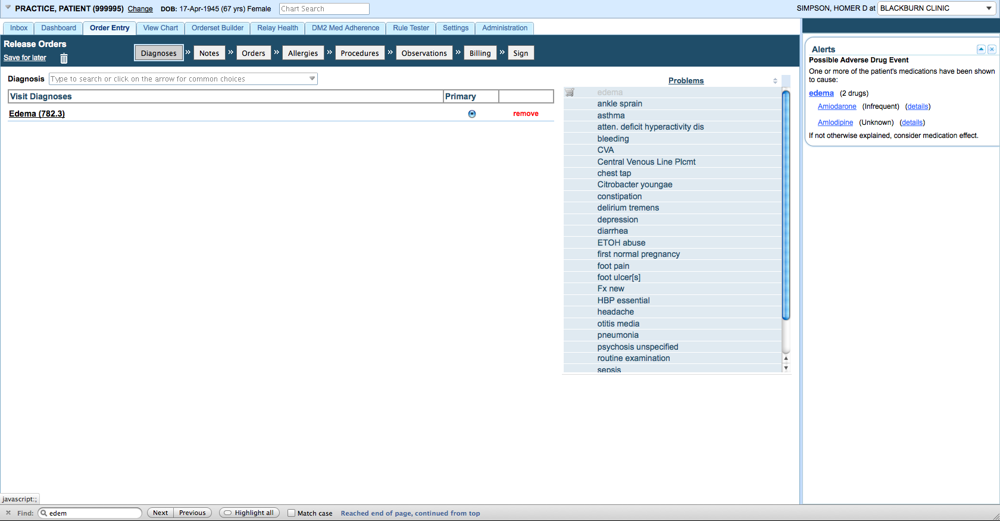 PRACTICE, PATIENT (999995) Change DOB: 17-Apr-1945 (67 yrs) Female Chart Search SIMPSON, HOMER D at BLACKBURN CLINIC
Inbox Dashboard Order Entry View Chart Orderset Builder Relay Health DM2 Med Adherence Rule Tester Settings Administration
Release Orders
Save for later
Diagnoses » Notes » Orders » Allergies » Procedures » Observations » Billing » Sign
Diagnosis Type to search or click on the arrow for common choices
Visit Diagnoses Primary
Edema (782.3) remove
Problems
edema
ankle sprain
asthma
atten. deficit hyperactivity dis
bleeding
CVA
Central Venous Line Plcmt
chest tap
Citrobacter youngae
constipation
delirium tremens
depression
diarrhea
ETOH abuse
first normal pregnancy
foot pain
foot ulcer[s]
Fx new
HBP essential
headache
otitis media
pneumonia
psychosis unspecified
routine examination
sepsis
Alerts
Possible Adverse Drug Event
One or more of the patient's medications have been shown
to cause:
edema (2 drugs)
Amiodarone (Infrequent) (details)
Amlodipine (Unknown) (details)
If not otherwise explained, consider medication effect.
javascript:;
Find: edem Next Previous Highlight all Match case Reached end of page, continued from top